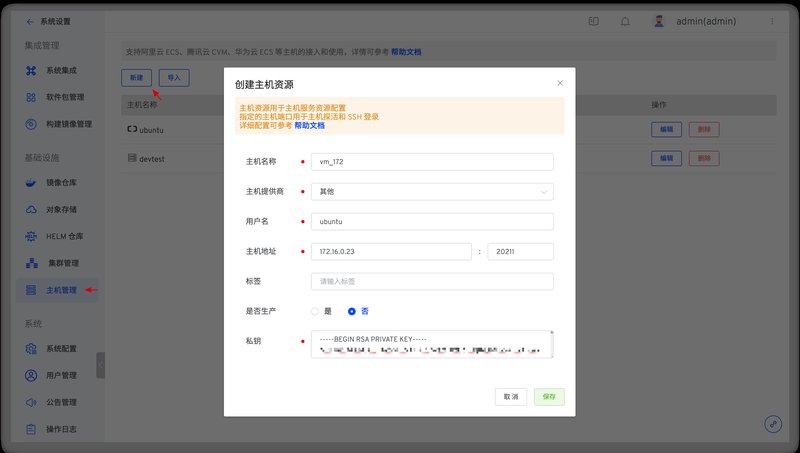 系统设置
admin(admin)
集成管理
系统集成
软件包管理
构建镜像管理
基础设施
镜像仓库
对象存储
HELM 仓库
集群管理
主机管理
系统
系统配置
用户管理
公告管理
操作日志
支持阿里云 ECS、腾讯云 CVM、华为云 ECS 等主机的接入和使用，详情可参考 帮助文档
新建
导入
主机名称
操作
ubuntu
编辑
删除
devtest
编辑
删除
创建主机资源
主机资源用于主机服务资源配置
指定的主机端口用于主机探活和 SSH 登录
详细配置可参考 帮助文档
主机名称
vm_172
主机提供商
其他
用户名
ubuntu
主机地址
172.16.0.23 : 20211
标签
请输入标签
是否生产
是
否
私钥
-----BEGIN RSA PRIVATE KEY-----
取消
保存